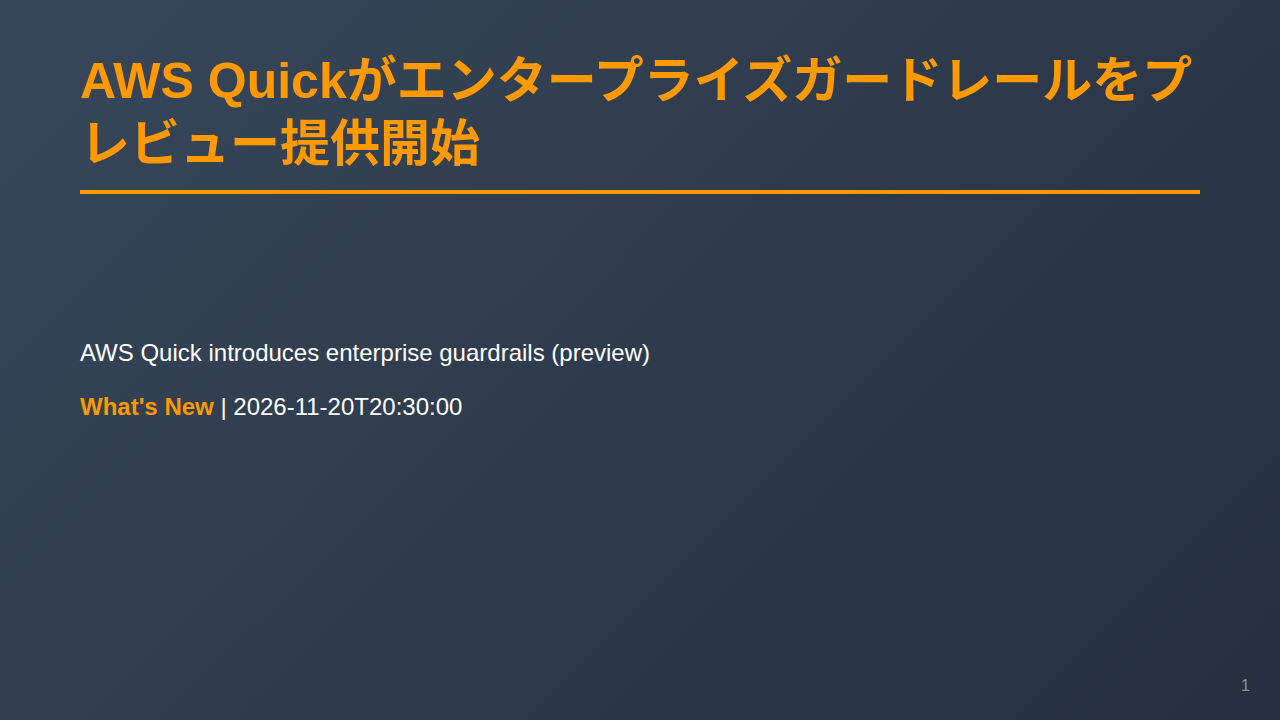 AWS Quickがエンタープライズガードレールをプ
レビュー提供開始
AWS Quick introduces enterprise guardrails (preview)
What's New | 2026-11-20T20:30:00
1